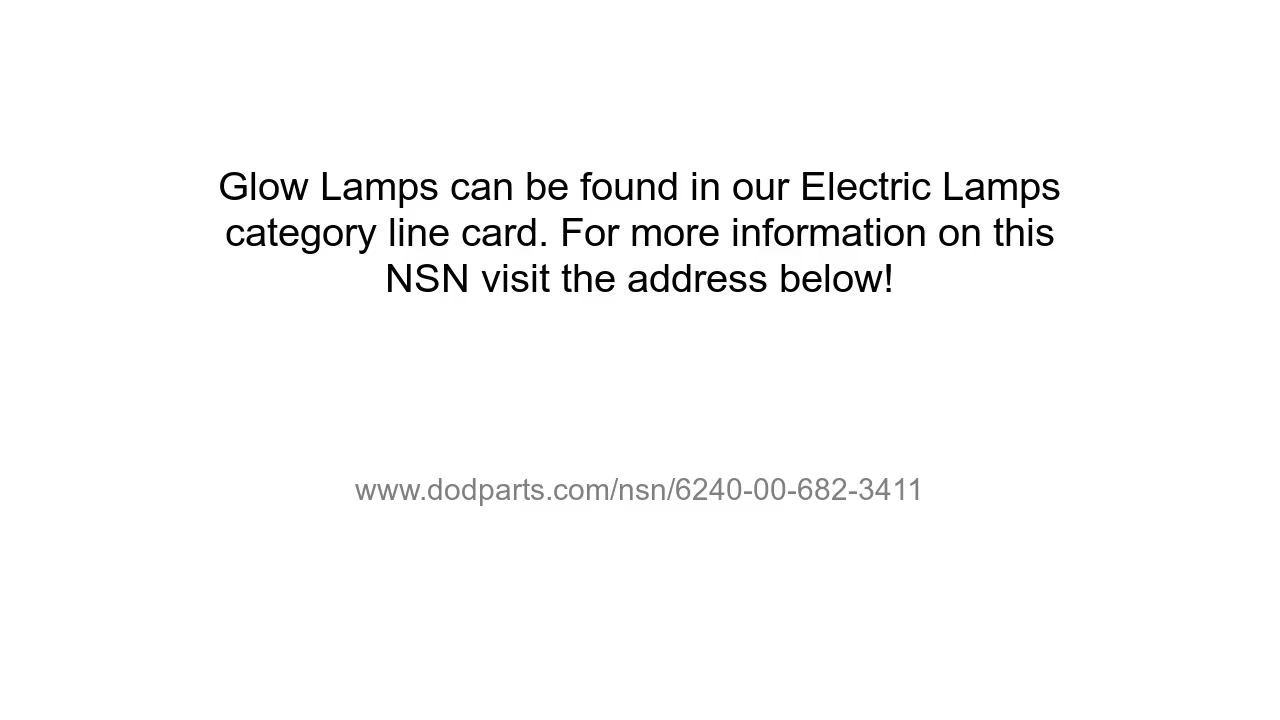 Glow Lamps can be found in our Electric Lamps
category line card. For more information on this
NSN visit the address below!
www.dodparts.com/nsn/6240-00-682-3411